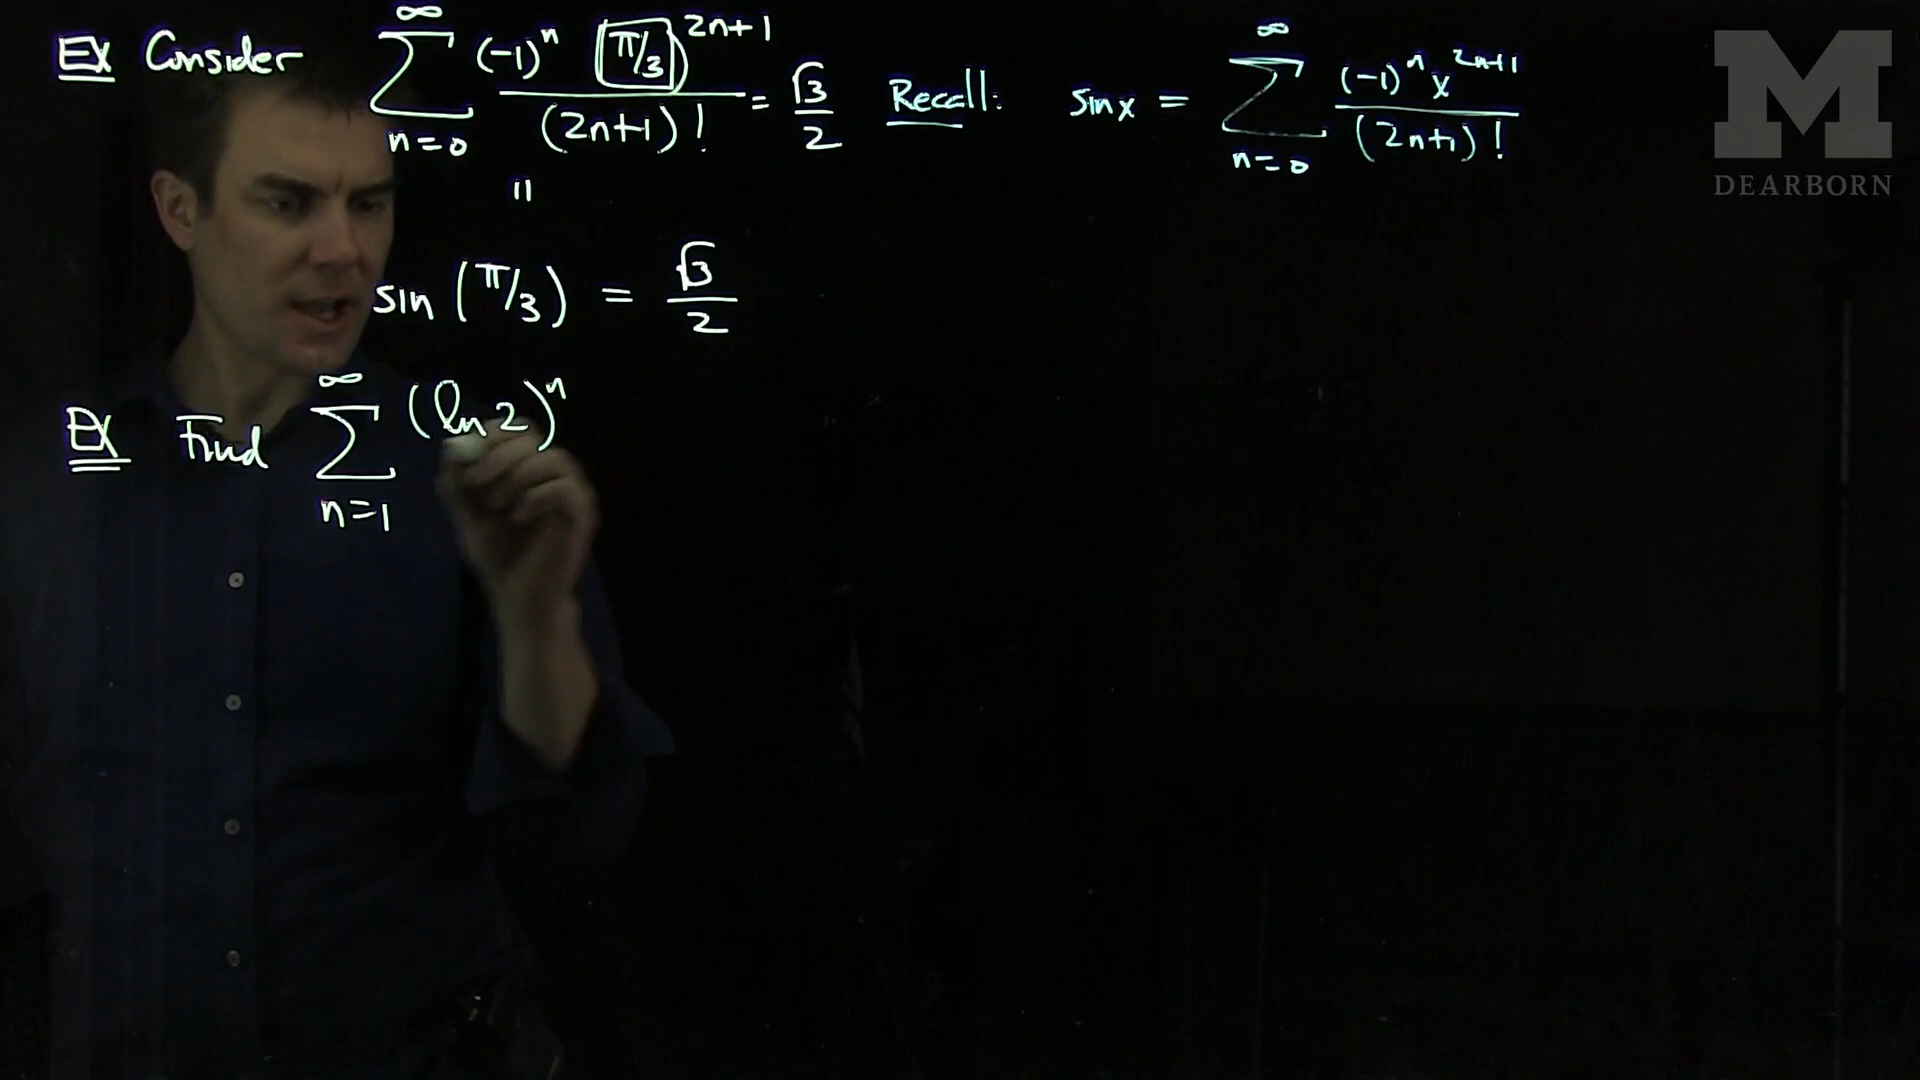 EX Consider ∞ ∑ n=0 (-1)^n (π/3)^2n+1 / (2n+1)! = √3/2 Recall: sin x = ∞ ∑ n=0 (-1)^n x^2n+1 / (2n+1)!
=
sin (π/3) = √3/2
EX Find ∞ ∑ n=1 (ln 2)^n
M
DEARBORN